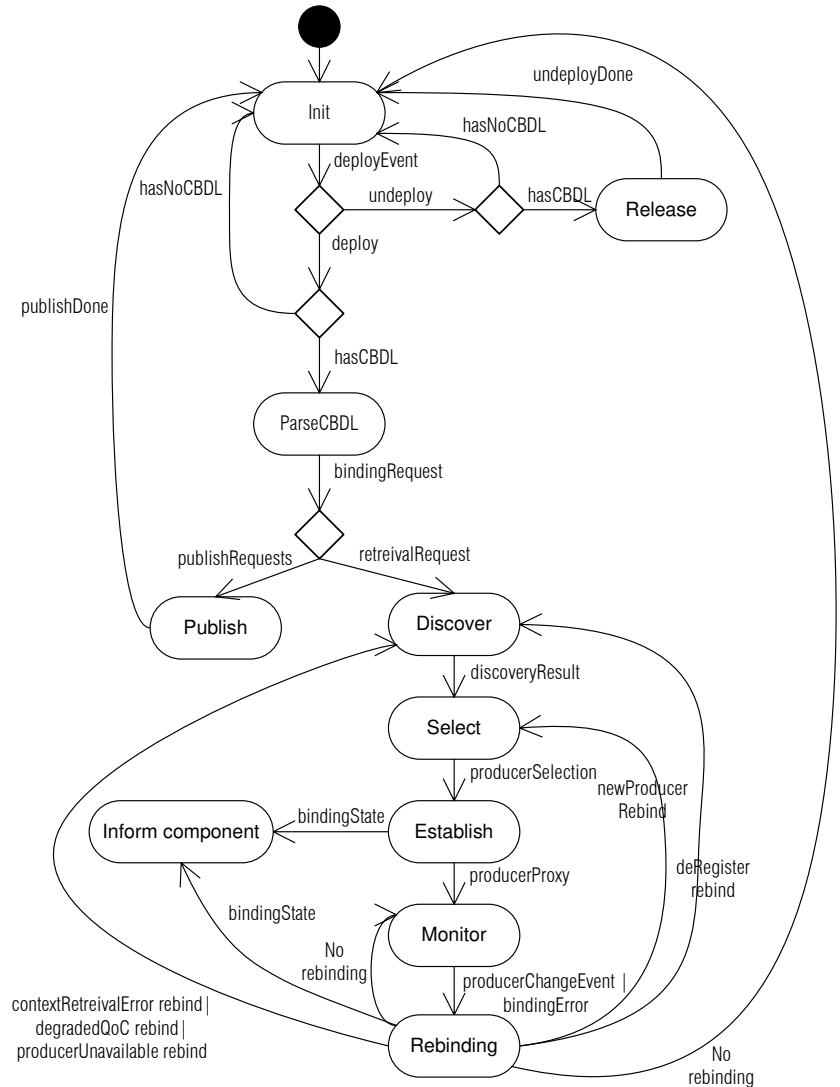 undeployDone
Init
hasNoCBDL
deployEvent
hasNoCBDL
undeploy
hasCBDL
Release
deploy
publishDone
hasCBDL
ParseCBDL
bindingRequest
publishRequests
retreivalRequest
Publish
Discover
discoveryResult
Select
producerSelection
newProducer
Rebind
bindingState
Inform component
Establish
deRegister
rebind
producerProxy
bindingState
No
rebinding
Monitor
producerChangeEvent |
bindingError
contextRetreivalError rebind |
degradedQoC rebind |
producerUnavailable rebind
Rebinding
No
rebinding